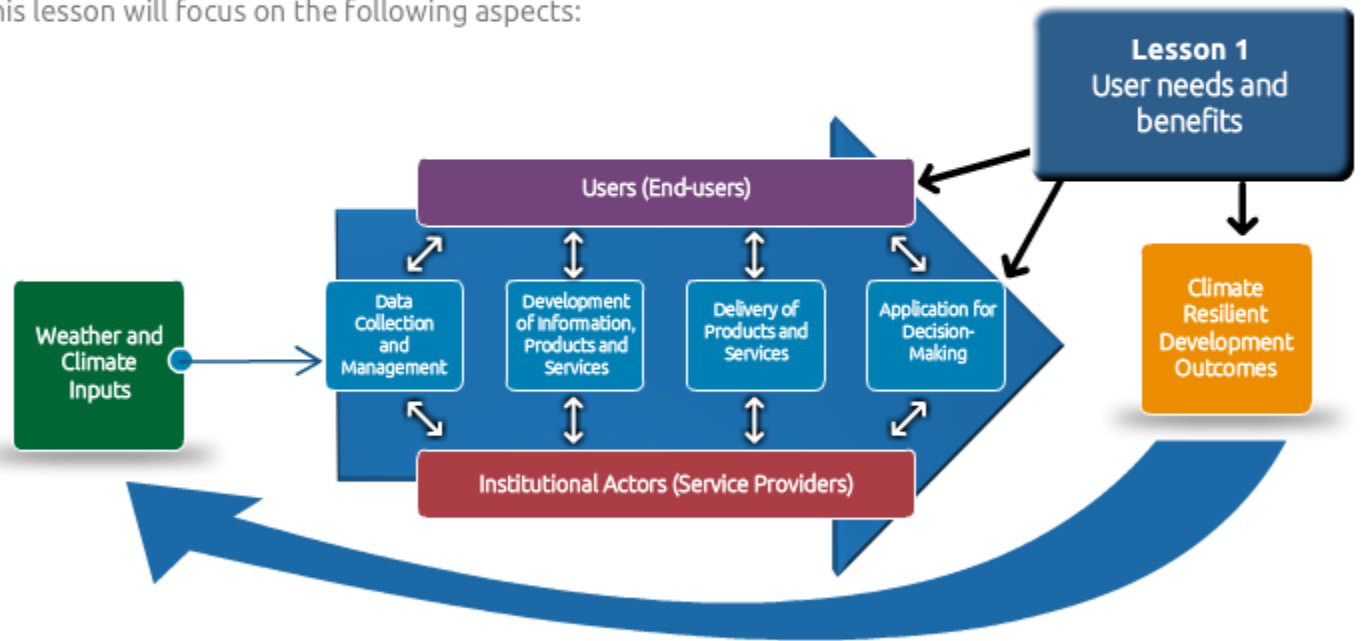 his lesson will focus on the following aspects:
Lesson 1
User needs and
benefits
Users (End-users)
Weather and
Climate
Inputs
Data
Collection
and
Management
Development
of Information,
Products and
Services
Delivery of
Products and
Services
Application for
Decision-
Making
Climate
Resilient
Development
Outcomes
Institutional Actors (Service Providers)